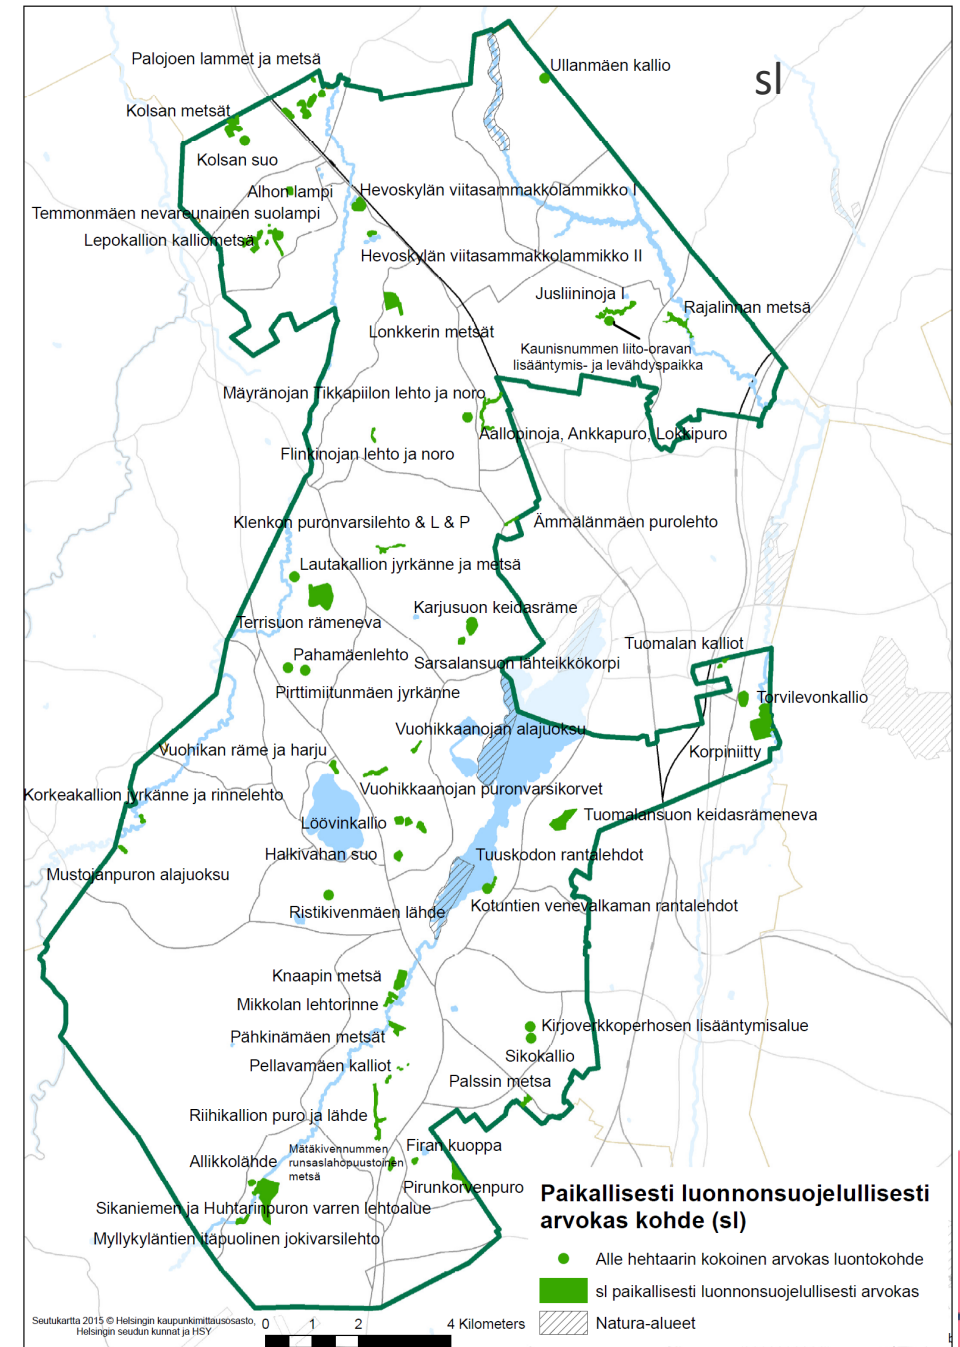 Palojoen lammet ja metsä
Ullanmäen kallio
sl
Kolsan metsät
Kolsan suo
Alhon lampi
Hevoskylän viitasammakkolammikko I
Temmonmäen nevareunainen suolampi
Lepokallion kalliometsä
Hevoskylän viitasammakkolammikko II
Jusliininoja I
Rajalinnan metsä
Lonkkerin metsät
Kaunisnummen liito-oravan
lisääntymis- ja levähdyspaikka
Mäyränojan Tikkapiilon lehto ja noro
Aallopinoja, Ankkapuro, Lokkipuro
Flinkinojan lehto ja noro
Klenkon puronvarsilehto & L & P
Ämmälänmäen purolehto
Lautakallion jyrkänne ja metsä
Karjusuon keidasräme
Terrisuon rämeneva
Tuomalan kalliot
Pahamäenlehto
Sarsalansuon lähteikkökorpi
Pirttimiitunmäen jyrkänne
Torvilevonkallio
Vuohikkaanojan alajuoksu
Vuohikan räme ja harju
Korpiniitty
Korkeakallion jyrkänne ja rinnelehto
Vuohikkaanojan puronvarsikorvet
Löövinkallio
Tuomalansuon keidasrämeneva
Halkivahan suo
Tuuskodon rantalehdot
Mustojanpuron alajuoksu
Ristikivenmäen lähde
Kotuntien venevalkaman rantalehdot
Knaapin metsä
Mikkolan lehtorinne
Kirjoverkkoperhosen lisääntymisalue
Pähkinämäen metsät
Sikokallio
Pellavamäen kalliot
Palssin metsa
Riihikallion puro ja lähde
Mätäkivennummen
runsaslahopuustoinen
metsä
Firan kuoppa
Allikkolähde
Pirunkorvenpuro
Sikaniemen ja Huhtarinpuron varren lehtoalue
Myllykyläntien itäpuolinen jokivarsilehto
Paikallisesti luonnonsuojelullisesti
arvokas kohde (sl)
Alle hehtaarin kokoinen arvokas luontokohde
sl paikallisesti luonnonsuojelullisesti arvokas
Natura-alueet
Seutukartta 2015 © Helsingin kaupunkimittausosasto,
Helsingin seudun kunnat ja HSY
0 1 2 4 Kilometers